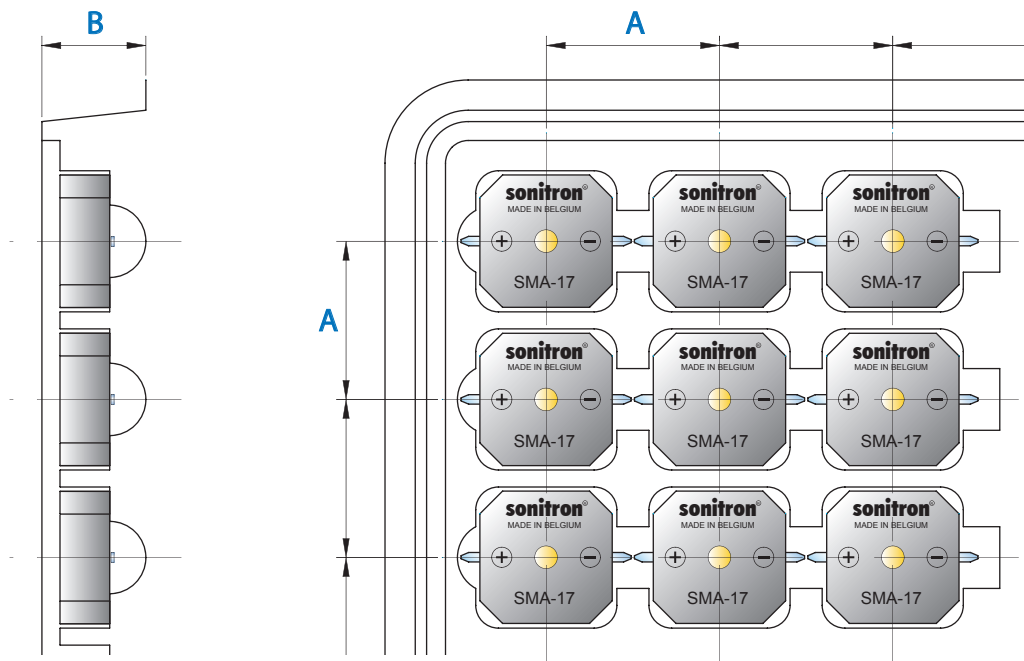 B
A
A
sonitron®
MADE IN BELGIUM
+ −
SMA-17
sonitron®
MADE IN BELGIUM
+ −
SMA-17
sonitron®
MADE IN BELGIUM
+ −
SMA-17
sonitron®
MADE IN BELGIUM
+ −
SMA-17
sonitron®
MADE IN BELGIUM
+ −
SMA-17
sonitron®
MADE IN BELGIUM
+ −
SMA-17
sonitron®
MADE IN BELGIUM
+ −
SMA-17
sonitron®
MADE IN BELGIUM
+ −
SMA-17
sonitron®
MADE IN BELGIUM
+ −
SMA-17